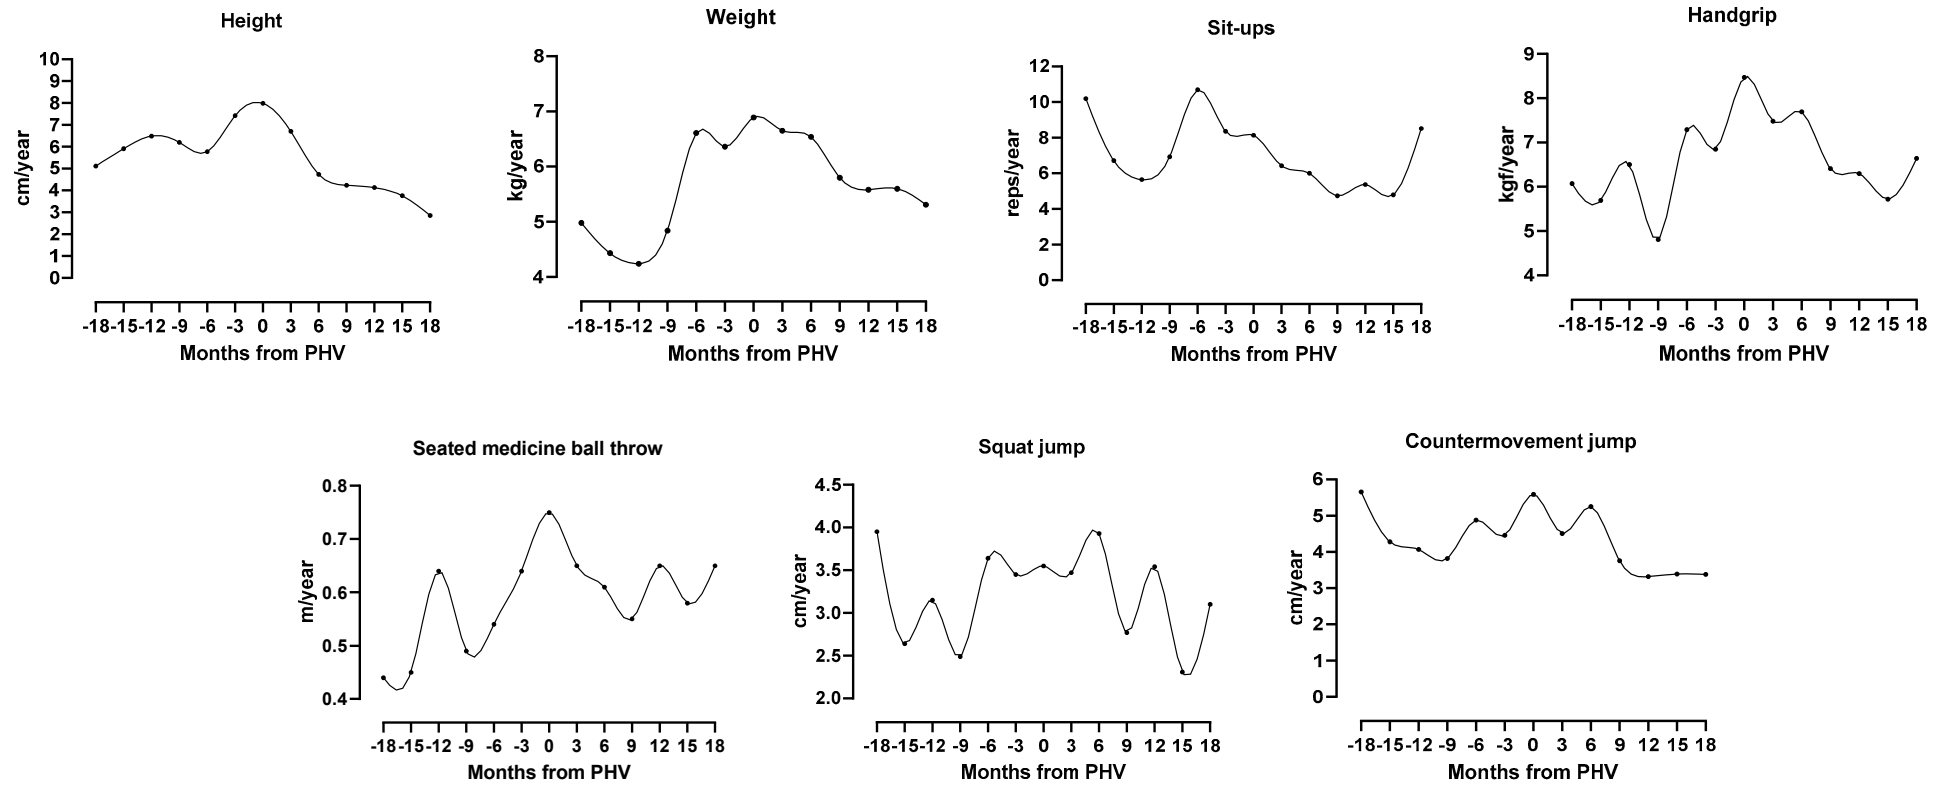 Height
cm/year
10
9
8
7
6
5
4
3
2
1
0
-18 -15 -12 -9 -6 -3 0 3 6 9 12 15 18
Months from PHV
Weight
kg/year
8
7
6
5
4
-18 -15 -12 -9 -6 -3 0 3 6 9 12 15 18
Months from PHV
Sit-ups
reps/year
12
10
8
6
4
2
0
-18 -15 -12 -9 -6 -3 0 3 6 9 12 15 18
Months from PHV
Handgrip
kgf/year
9
8
7
6
5
4
-18 -15 -12 -9 -6 -3 0 3 6 9 12 15 18
Months from PHV
Seated medicine ball throw
m/year
0.8
0.7
0.6
0.5
0.4
-18 -15 -12 -9 -6 -3 0 3 6 9 12 15 18
Months from PHV
Squat jump
cm/year
4.5
4.0
3.5
3.0
2.5
2.0
-18 -15 -12 -9 -6 -3 0 3 6 9 12 15 18
Months from PHV
Countermovement jump
cm/year
6
5
4
3
2
1
0
-18 -15 -12 -9 -6 -3 0 3 6 9 12 15 18
Months from PHV